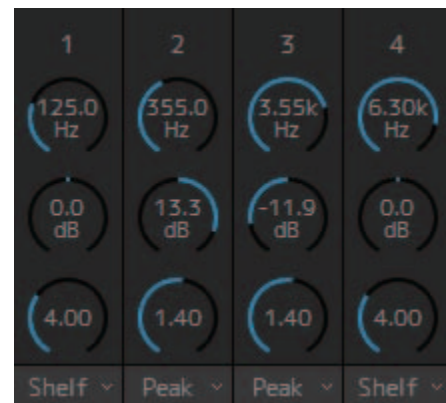 1 2 3 4
125.0 355.0 3.55k 6.30k
Hz Hz Hz Hz
0.0 13.3 -11.9 0.0
dB dB dB dB
4.00 1.40 1.40 4.00
Shelf Peak Peak Shelf